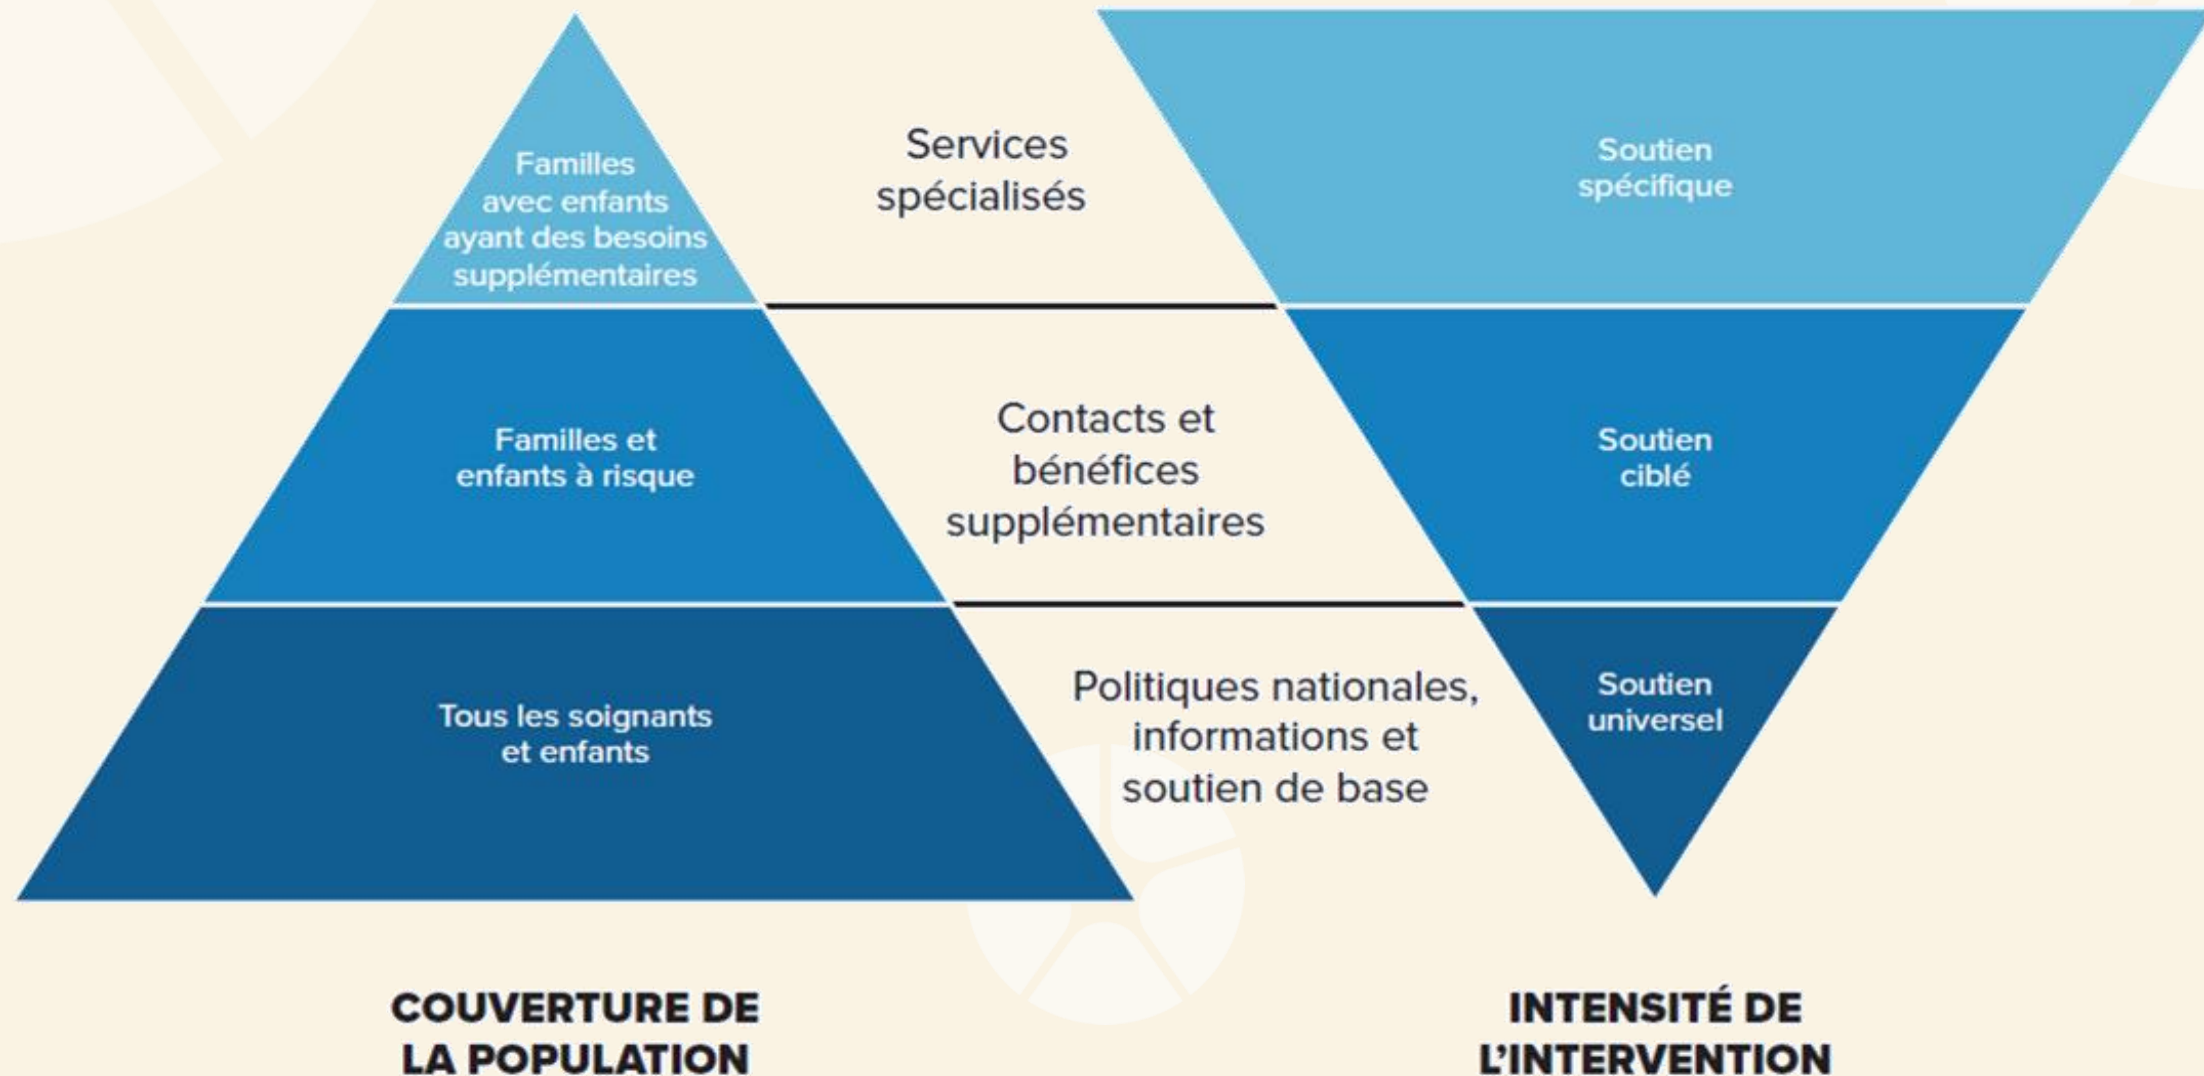 Familles
avec enfants
ayant des besoins
supplémentaires
Services
spécialisés
Soutien
spécifique
Familles et
enfants à risque
Contacts et
bénéfices
supplémentaires
Soutien
ciblé
Tous les soignants
et enfants
Politiques nationales,
informations et
soutien de base
Soutien
universel
COUVERTURE DE
LA POPULATION
INTENSITÉ DE
L'INTERVENTION